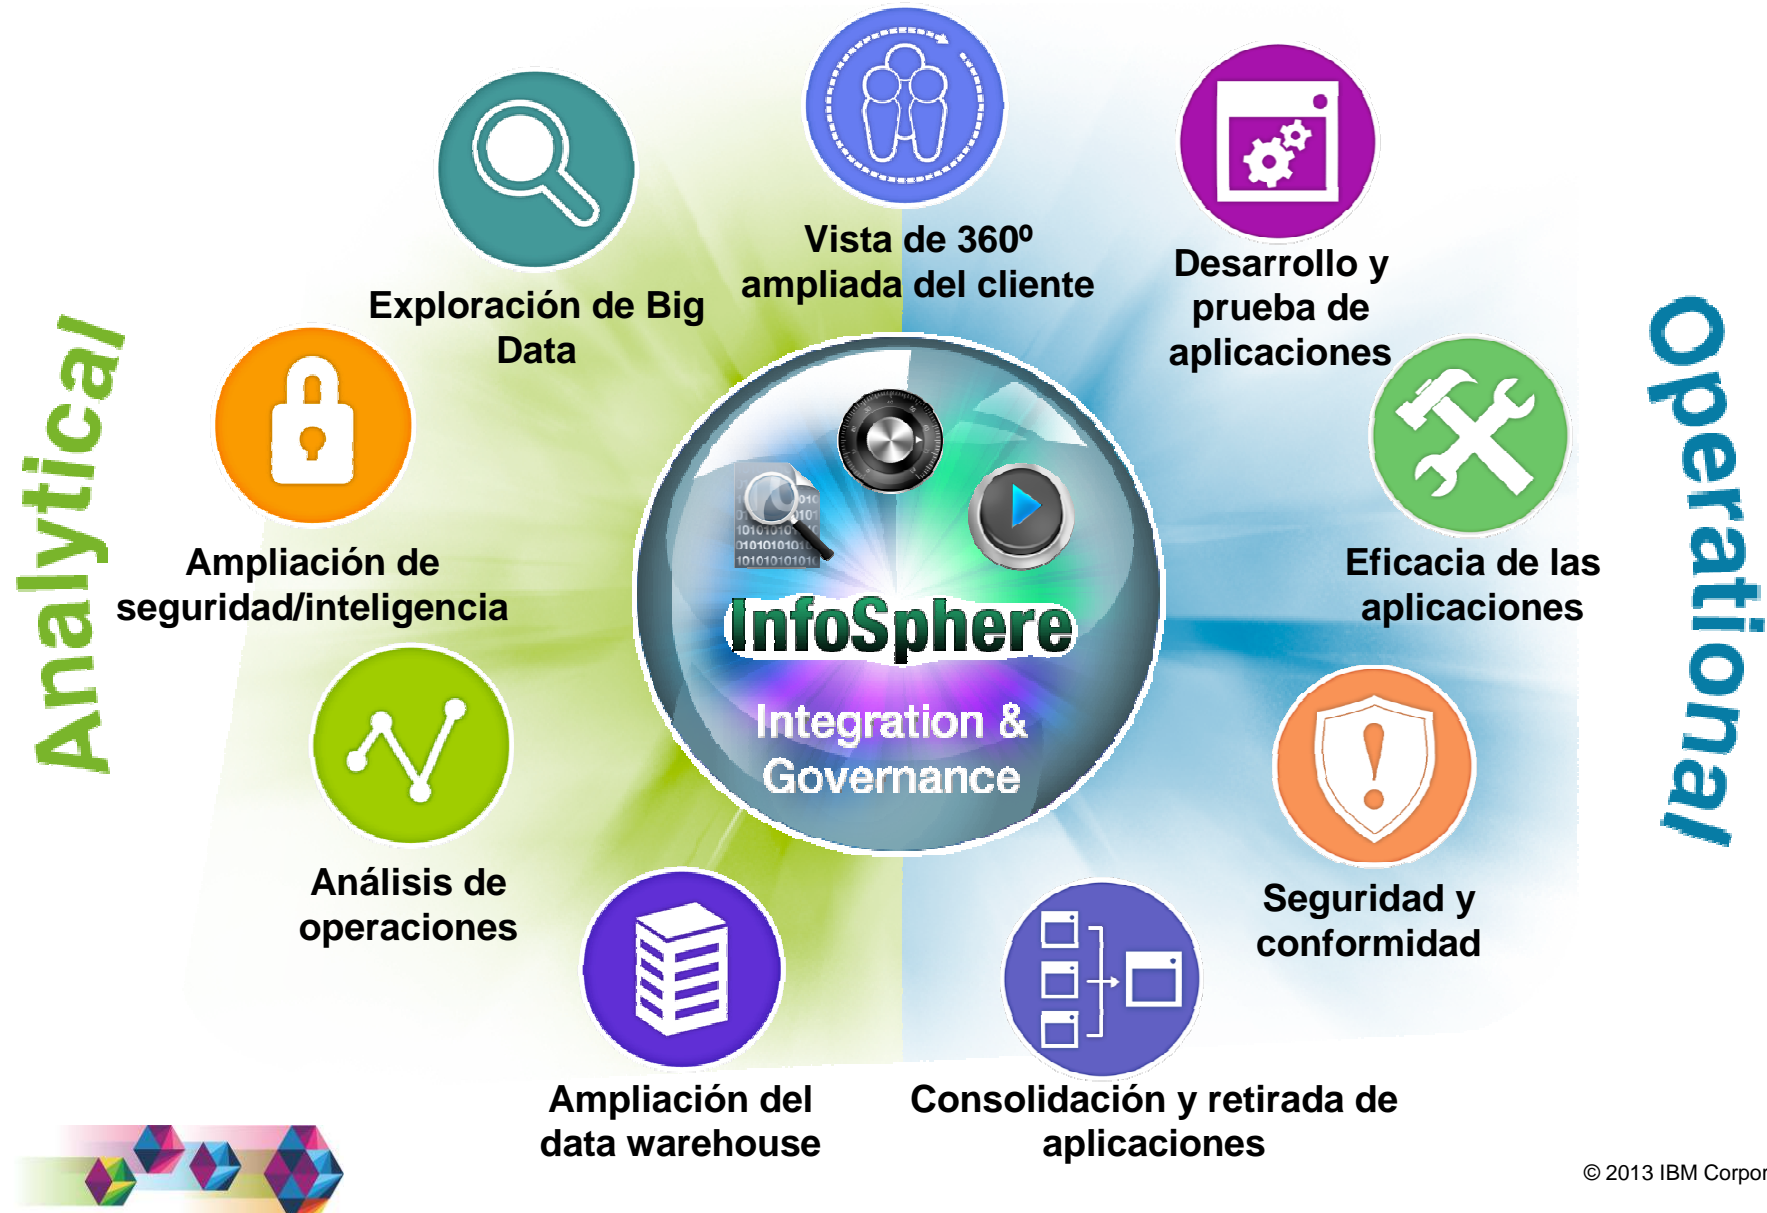 Vista de 360º
ampliada del cliente
Desarrollo y
prueba de
aplicaciones
Exploración de Big
Data
Analytical
Operational
Ampliación de
seguridad/inteligencia
Eficacia de las
aplicaciones
InfoSphere
Integration &
Governance
Análisis de
operaciones
Seguridad y
conformidad
Ampliación del
data warehouse
Consolidación y retirada de
aplicaciones
© 2013 IBM Corpor